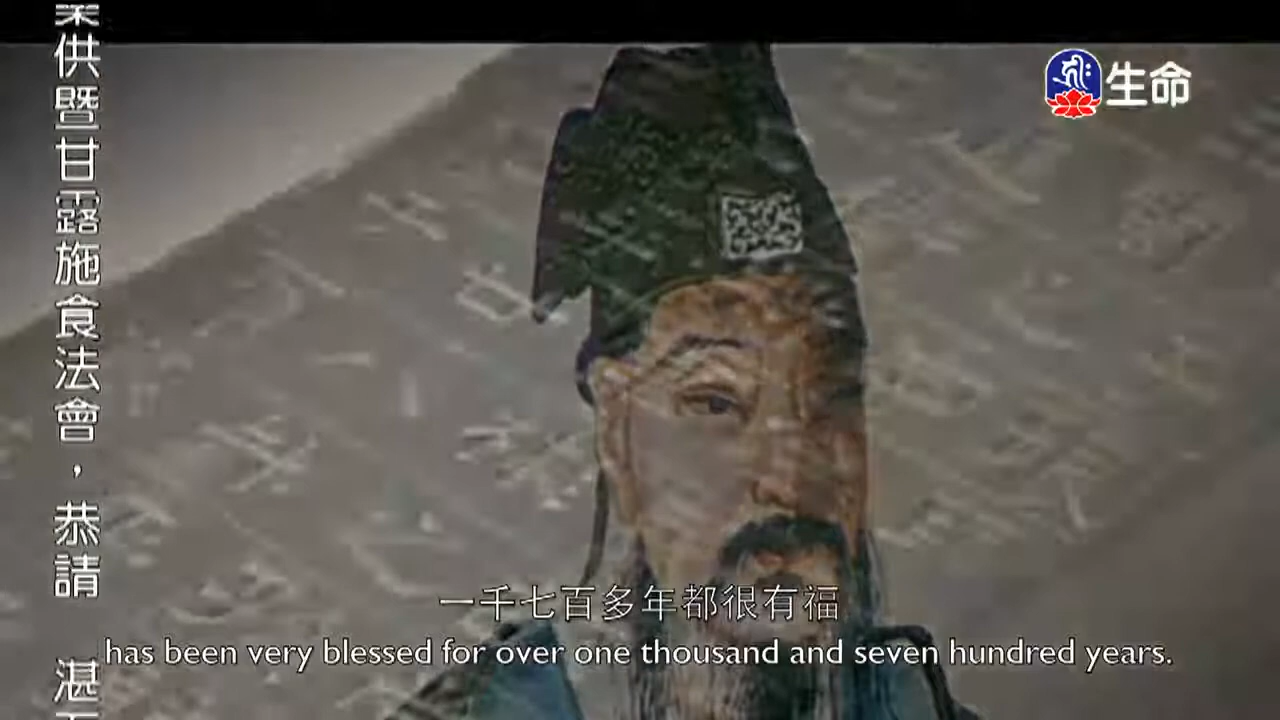 生命
供暨甘露施食法會，恭請 湛
一千七百多年都很有福
has been very blessed for over one thousand and seven hundred years.